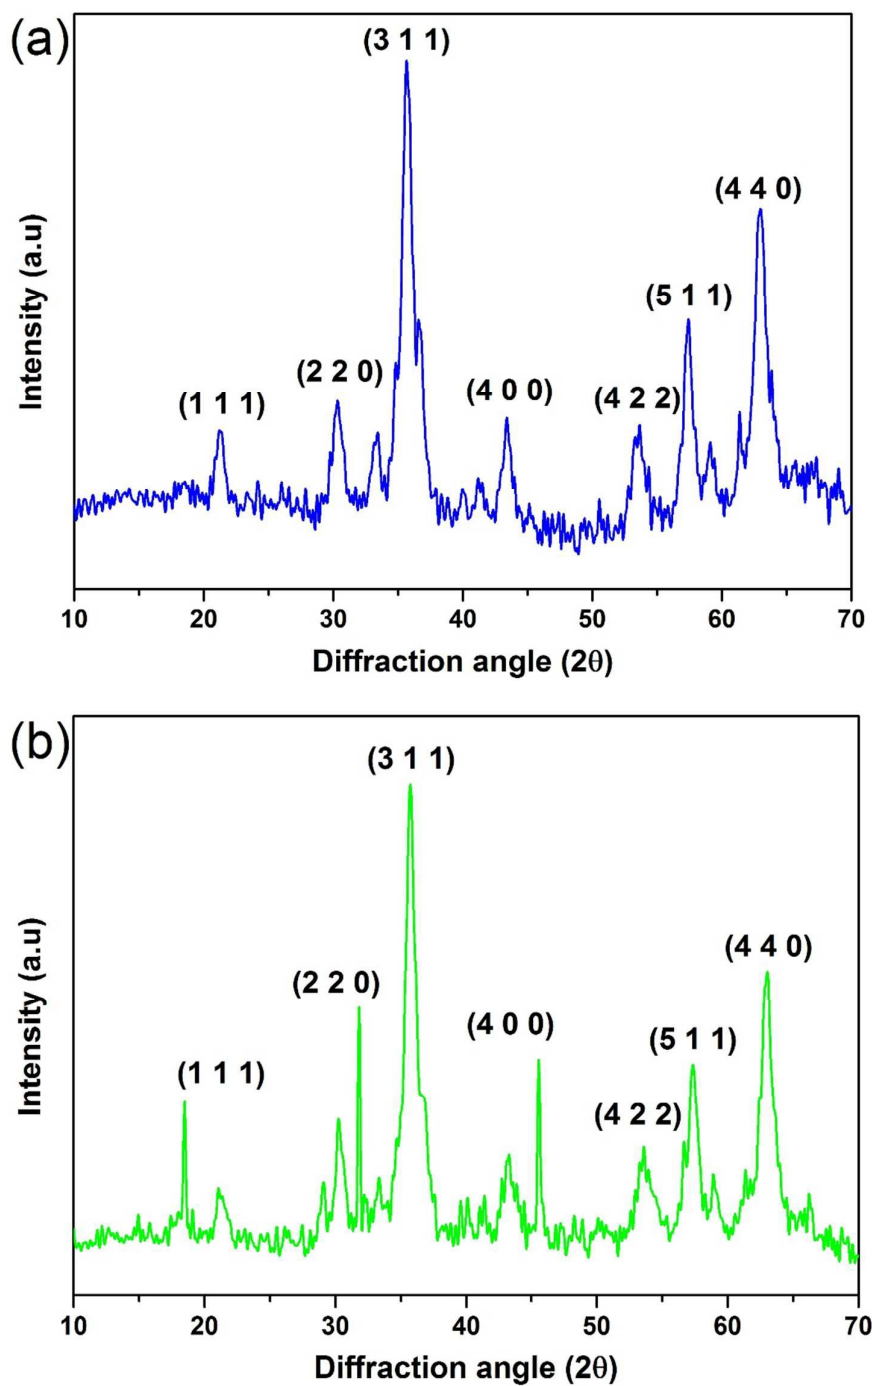 (a)
(3 1 1)
(4 4 0)
(5 1 1)
(2 2 0)
(4 0 0)
(4 2 2)
(1 1 1)
Intensity (a.u)
10 20 30 40 50 60 70
Diffraction angle (2θ)
(b)
(3 1 1)
(4 4 0)
(2 2 0)
(4 0 0)
(5 1 1)
(1 1 1)
(4 2 2)
Intensity (a.u)
10 20 30 40 50 60 70
Diffraction angle (2θ)